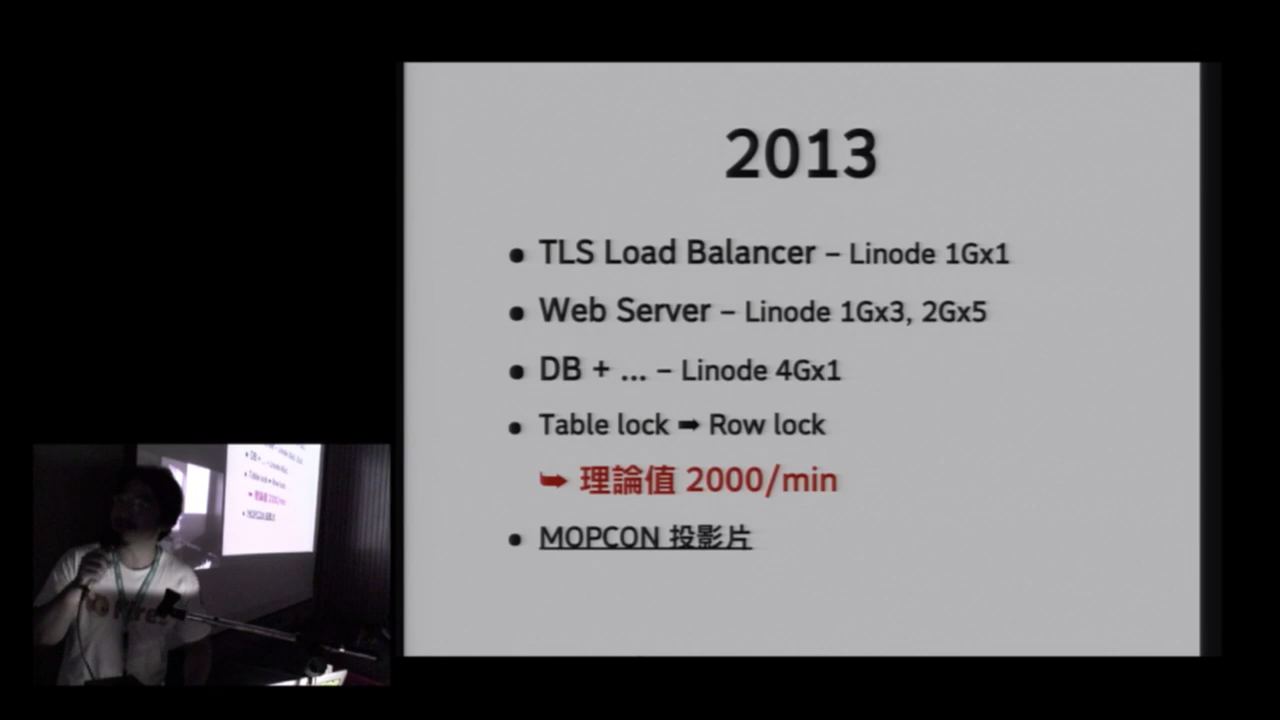 2013
• TLS Load Balancer – Linode 1Gx1
• Web Server – Linode 1Gx3, 2Gx5
• DB + ... – Linode 4Gx1
• Table lock ➡ Row lock
➥ 理論值 2000/min
• MOPCON 投影片